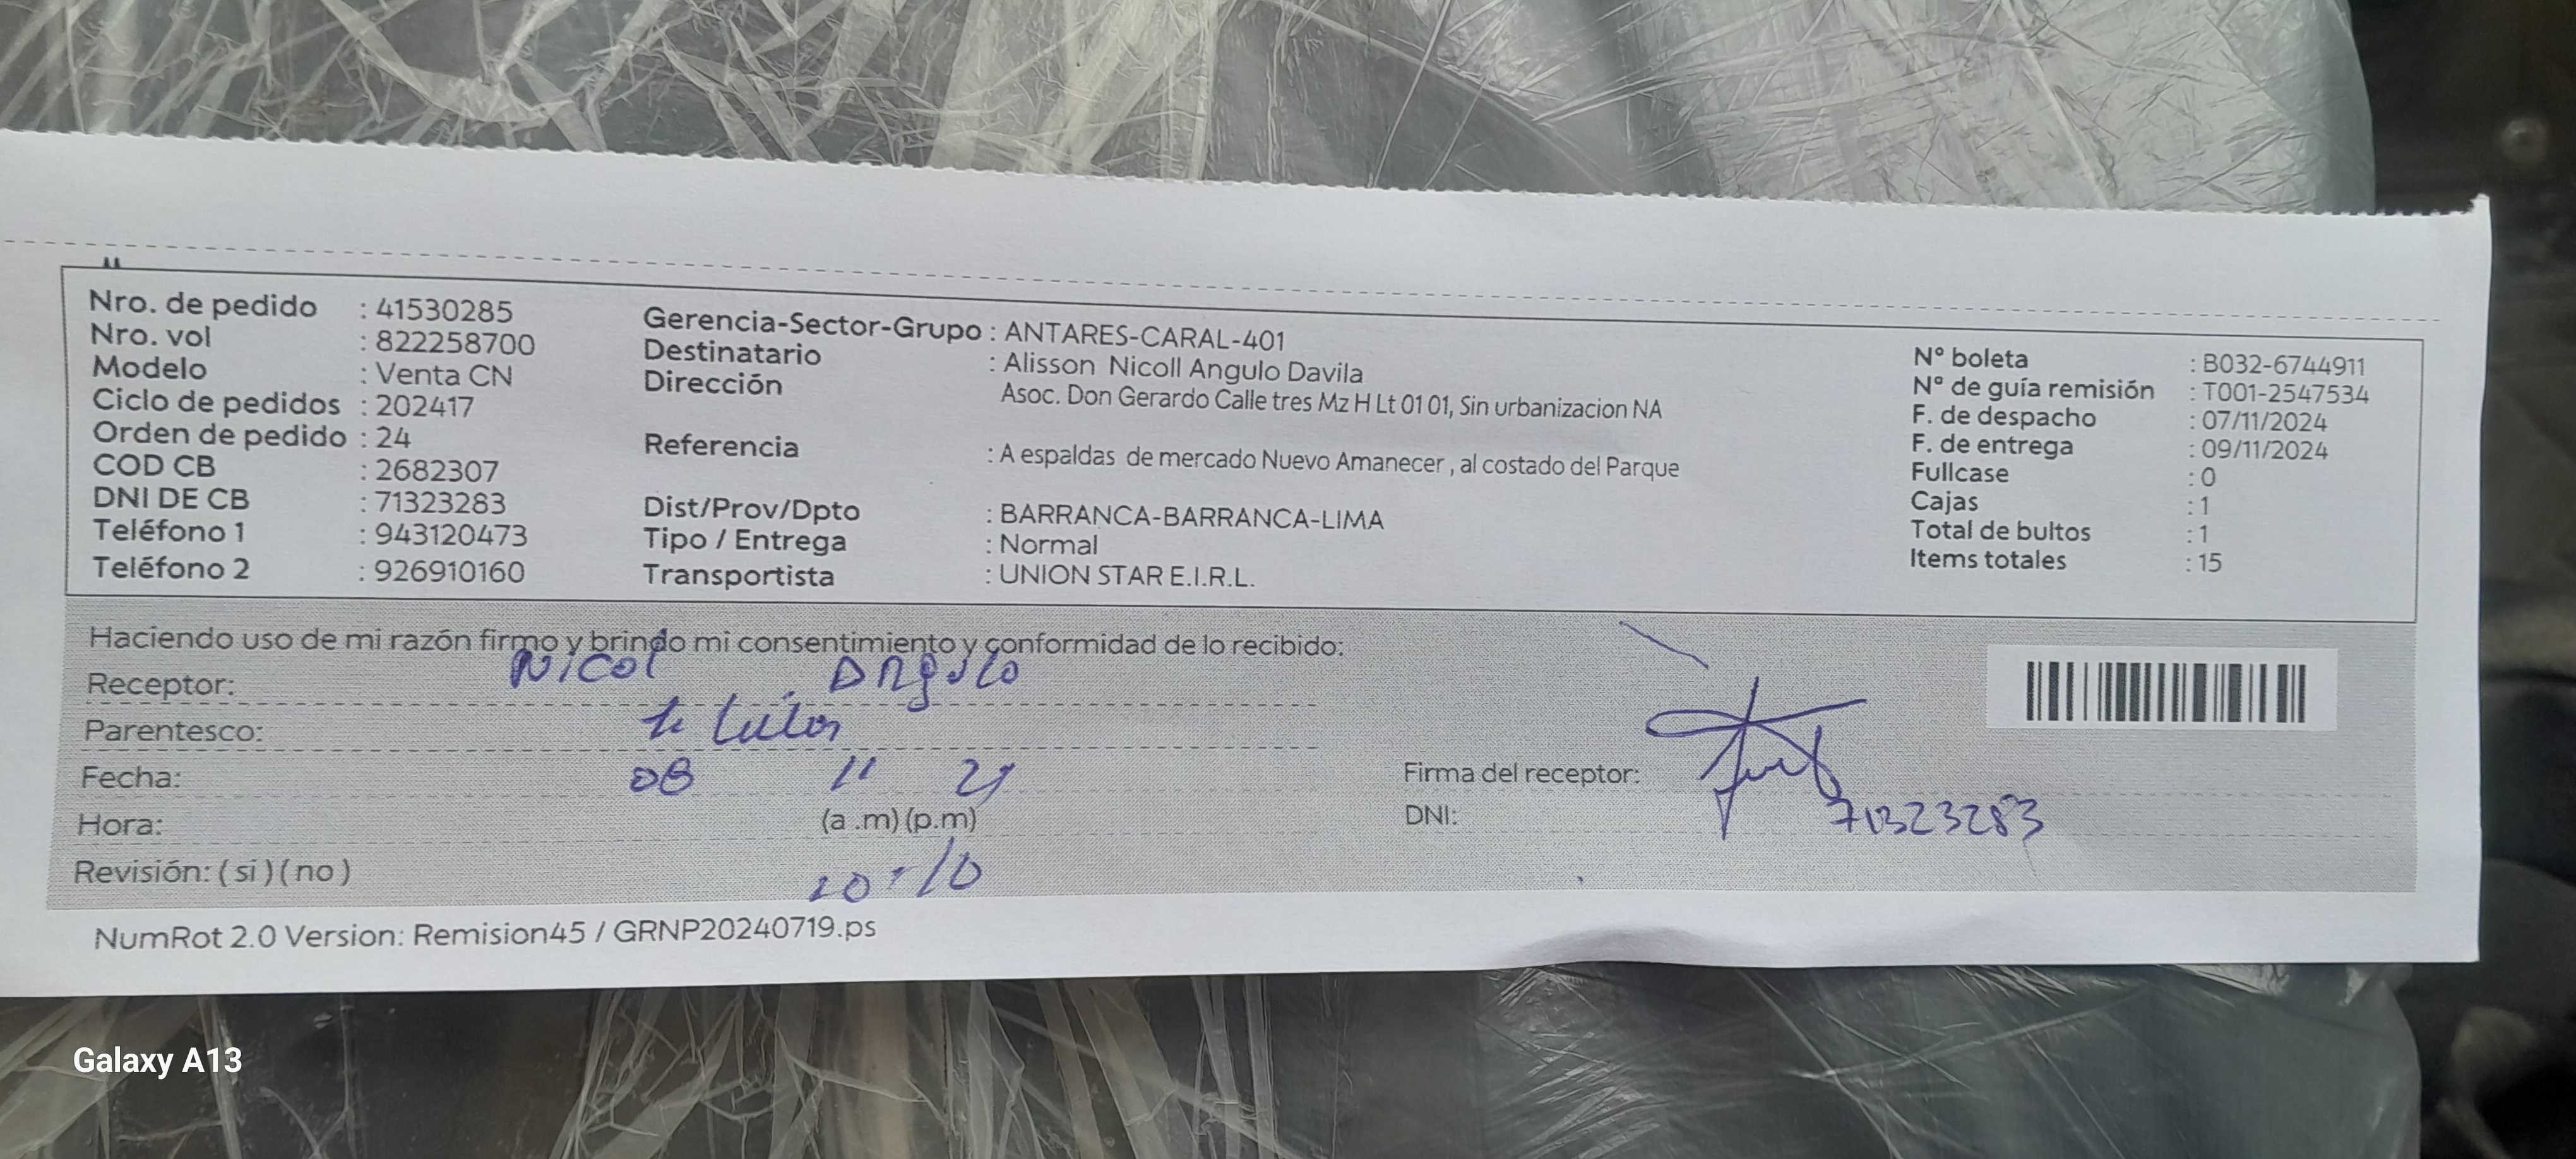 Nro. de pedido : 41530285
Nro. vol : 822258700
Modelo : Venta CN
Ciclo de pedidos : 202417
Orden de pedido : 24
COD CB : 2682307
DNI DE CB : 71323283
Teléfono 1 : 943120473
Teléfono 2 : 926910160
Gerencia-Sector-Grupo : ANTARES-CARAL-401
Destinatario : Alisson Nicoll Angulo Davila
Dirección Asoc. Don Gerardo Calle tres Mz H Lt 01 01, Sin urbanizacion NA
Referencia : A espaldas de mercado Nuevo Amanecer , al costado del Parque
Dist/Prov/Dpto : BARRANCA-BARRANCA-LIMA
Tipo / Entrega : Normal
Transportista : UNION STAR E.I.R.L.
N° boleta : B032-6744911
N° de guía remisión : T001-2547534
F. de despacho : 07/11/2024
F. de entrega : 09/11/2024
Fullcase : 0
Cajas : 1
Total de bultos : 1
Items totales : 15
Haciendo uso de mi razón firmo y brindo mi consentimiento y conformidad de lo recibido:
Receptor: Nicol Angulo
Parentesco: titular
Fecha: 08 11 24
Hora: (a .m) (p.m)
Revisión: ( si ) ( no ) 10:10
Firma del receptor:
DNI: 71323283
NumRot 2.0 Version: Remision45 / GRNP20240719.ps
Galaxy A13